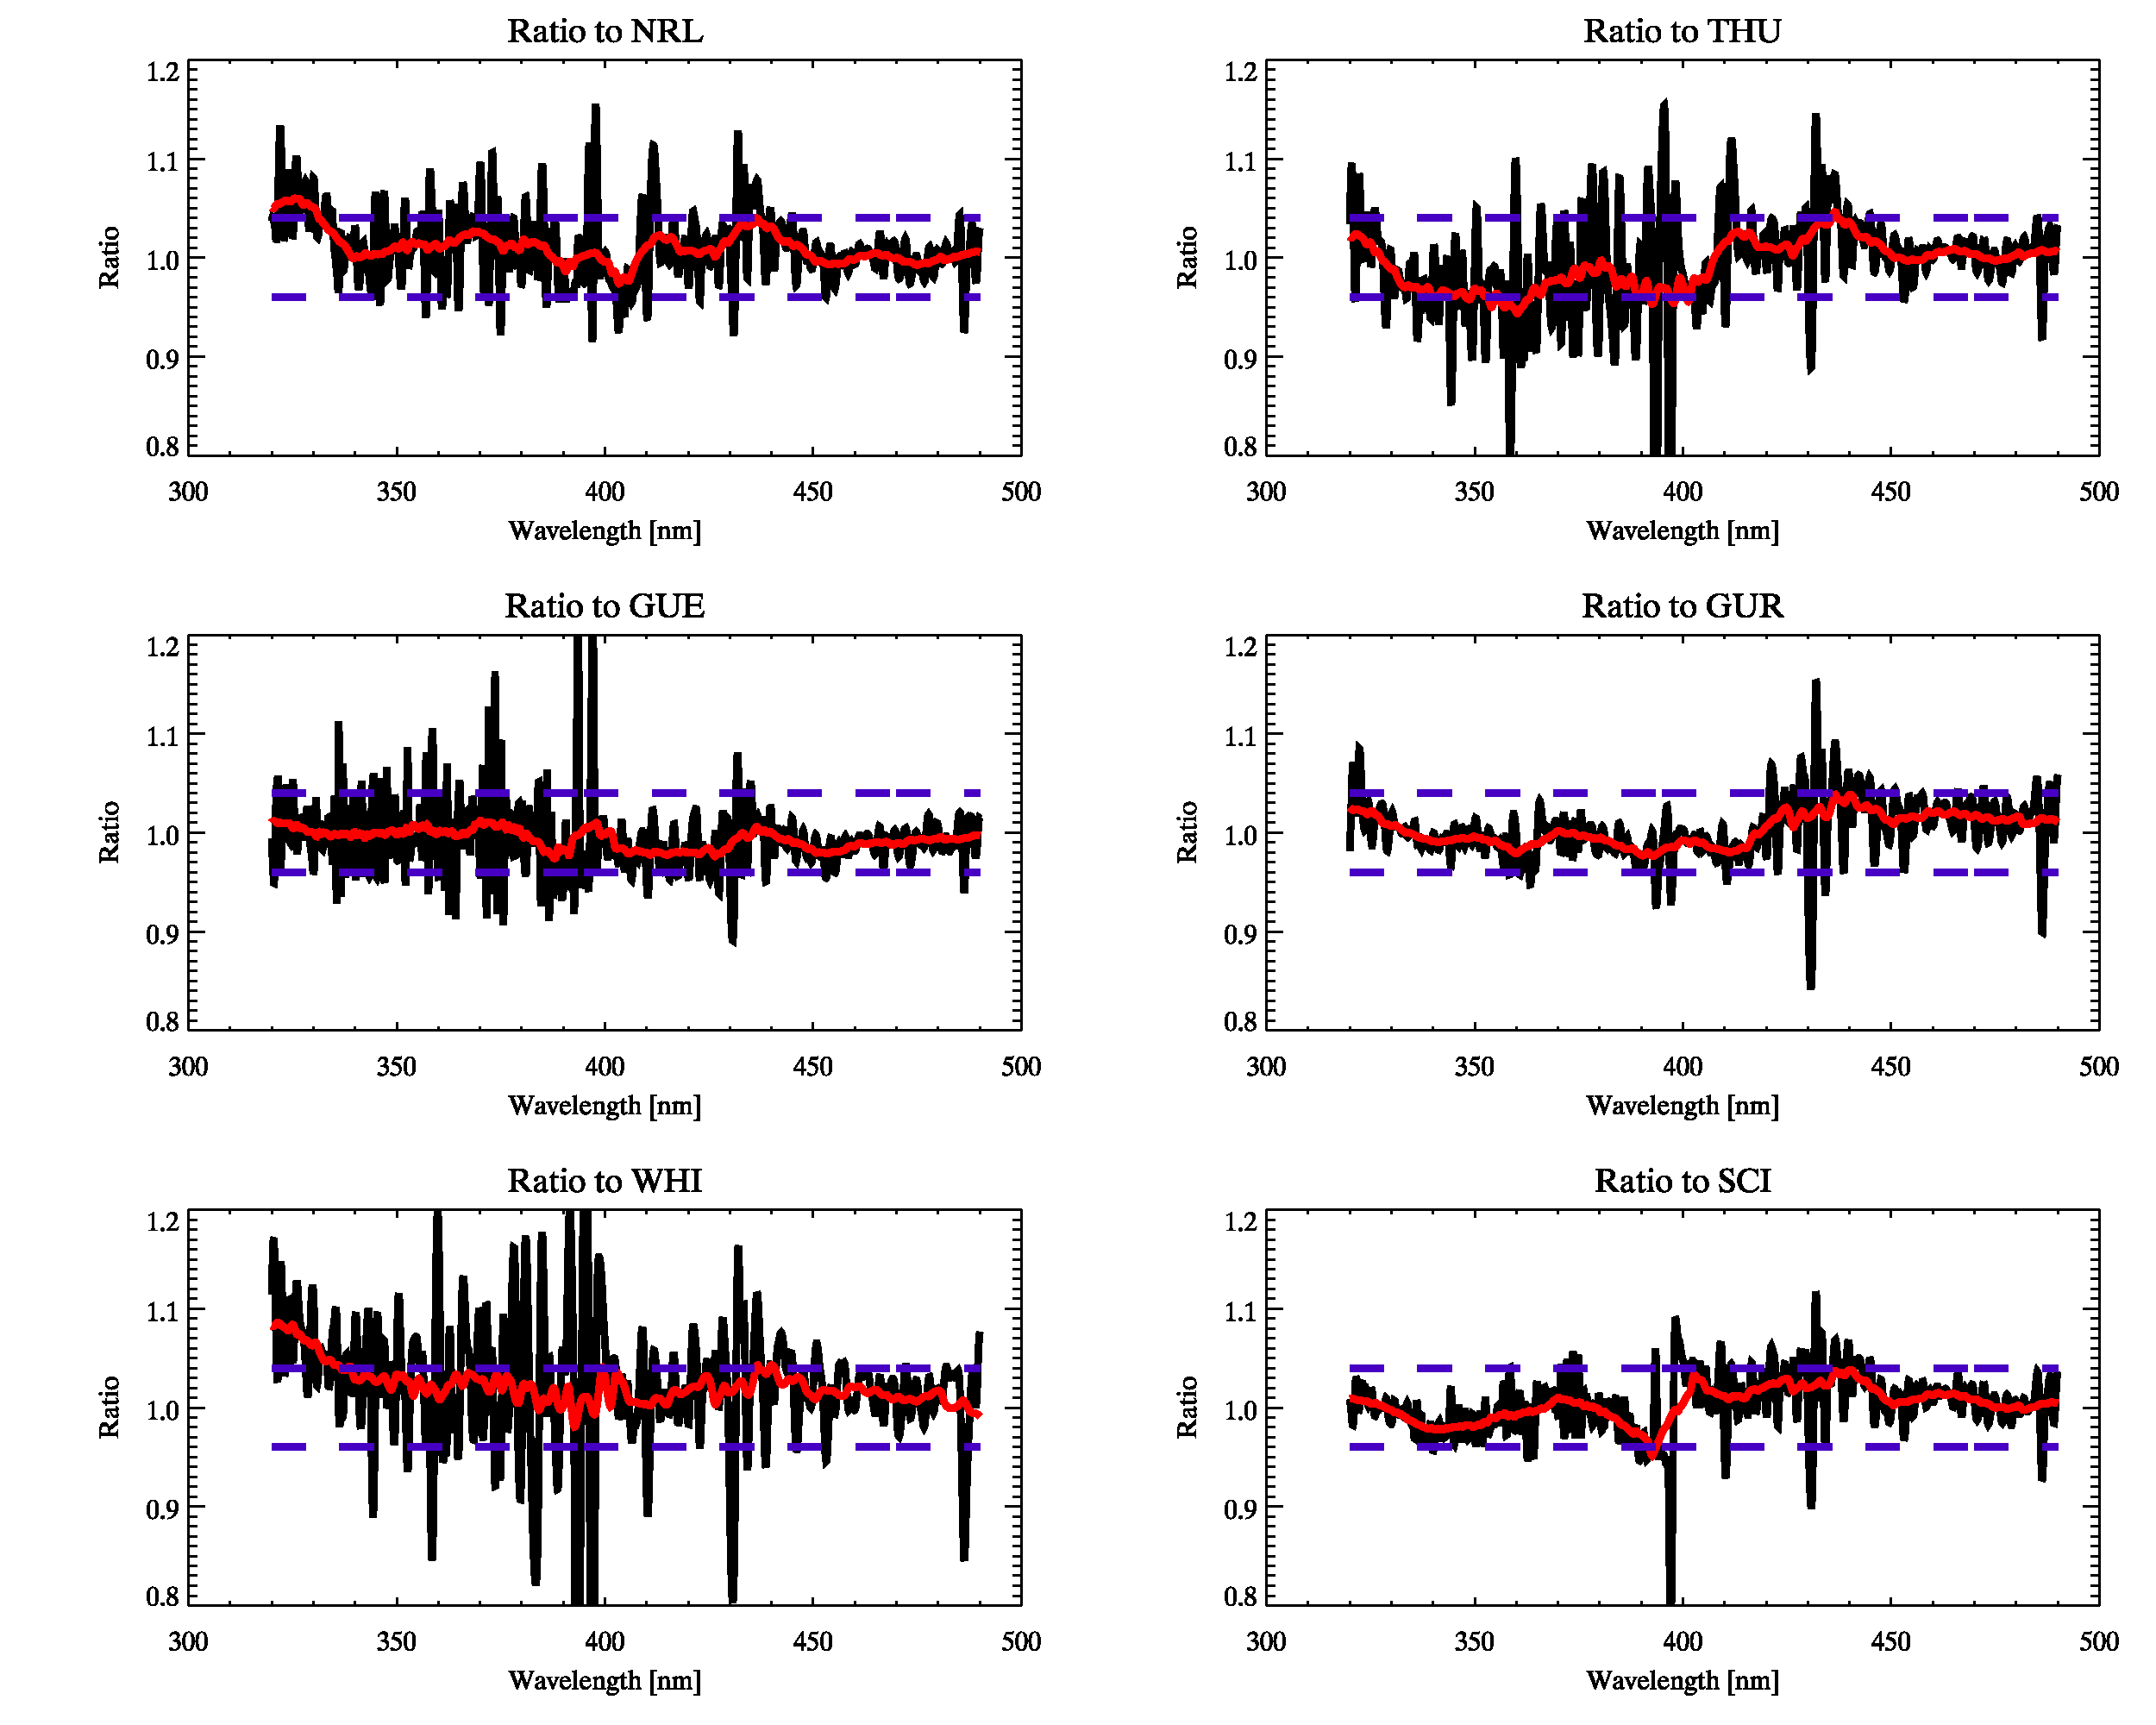 Ratio to NRL
1.2
1.1
1.0
0.9
0.8
Ratio
300 350 400 450 500
Wavelength [nm]
Ratio to THU
1.2
1.1
1.0
0.9
0.8
Ratio
300 350 400 450 500
Wavelength [nm]
Ratio to GUE
1.2
1.1
1.0
0.9
0.8
Ratio
300 350 400 450 500
Wavelength [nm]
Ratio to GUR
1.2
1.1
1.0
0.9
0.8
Ratio
300 350 400 450 500
Wavelength [nm]
Ratio to WHI
1.2
1.1
1.0
0.9
0.8
Ratio
300 350 400 450 500
Wavelength [nm]
Ratio to SCI
1.2
1.1
1.0
0.9
0.8
Ratio
300 350 400 450 500
Wavelength [nm]